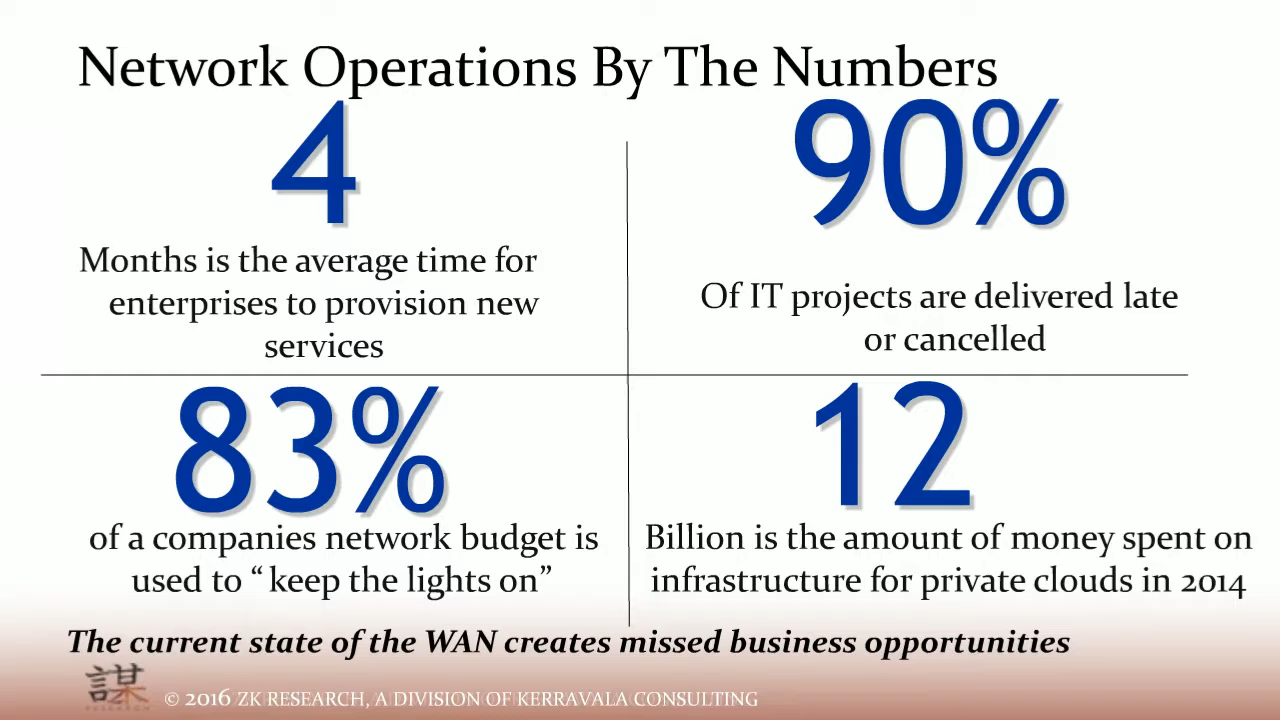 Network Operations By The Numbers
4
Months is the average time for
enterprises to provision new
services
90%
Of IT projects are delivered late
or cancelled
83%
of a companies network budget is
used to “ keep the lights on”
12
Billion is the amount of money spent on
infrastructure for private clouds in 2014
The current state of the WAN creates missed business opportunities
謀
RESEARCH
© 2016 ZK RESEARCH, A DIVISION OF KERRAVALA CONSULTING